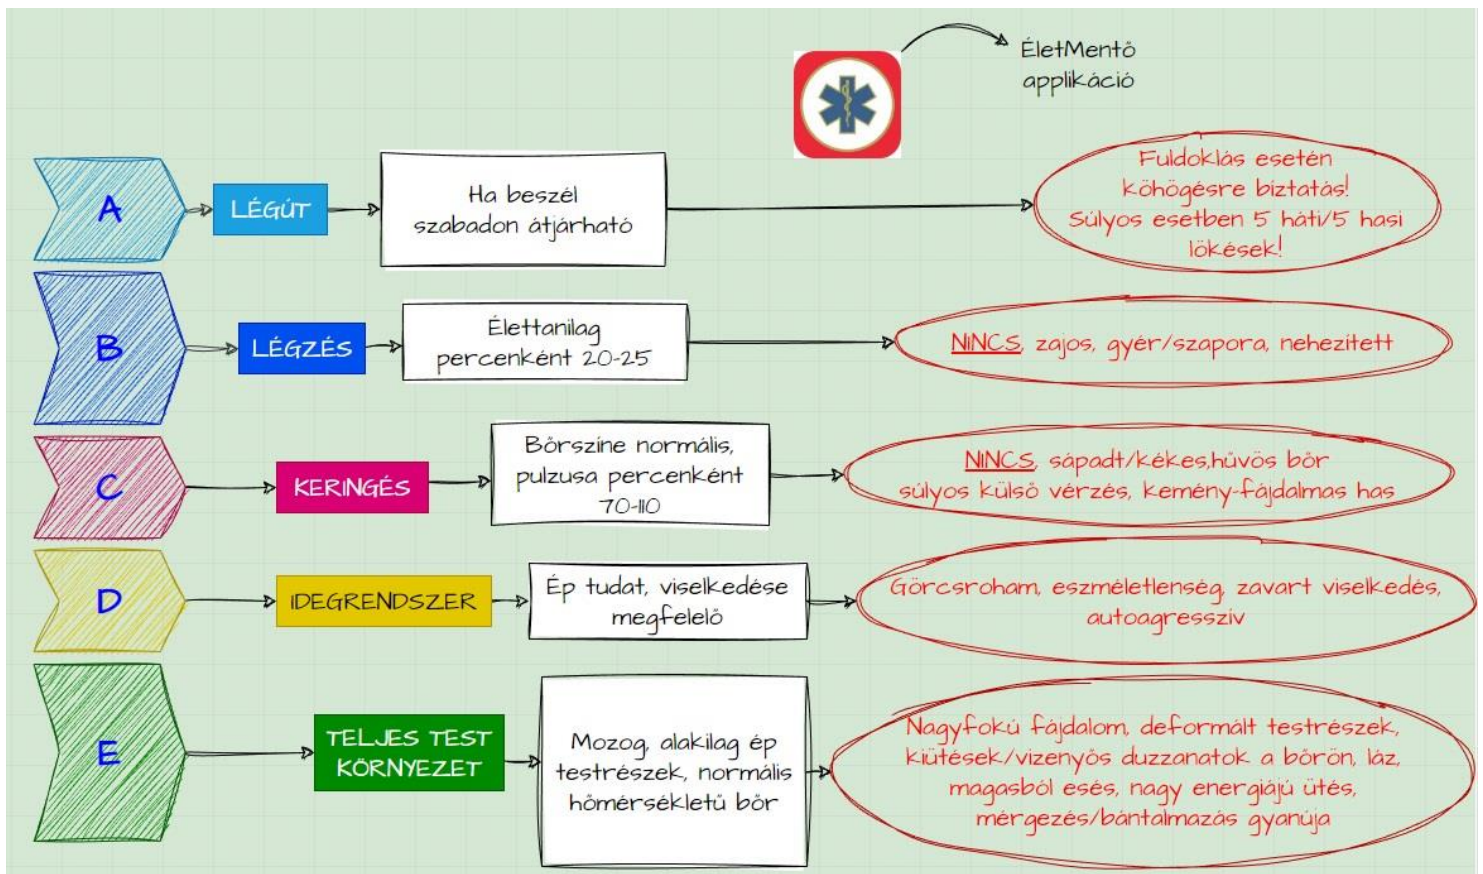 ÉletMentő
applikáció
A
LÉGÚT
Ha beszél
szabadon átjárható
Fuldoklás esetén
köhögésre bíztatás!
Súlyos esetben 5 háti/5 hasi
lökések!
B
LÉGZÉS
Élettanilag
percenként 20-25
NINCS, zajos, gyér/szapora, nehezített
C
KERINGÉS
Bőrszíne normális,
pulzusa percenként
70-110
NINCS, sápadt/kékes,hűvös bőr
súlyos külső vérzés, kemény-fájdalmas has
D
IDEGRENDSZER
Ép tudat, viselkedése
megfelelő
Görcsroham, eszméletlenség, zavart viselkedés,
autoagresszív
E
TELJES TEST
KÖRNYEZET
Mozog, alakilag ép
testrészek, normális
hőmérsékletű bőr
Nagyfokú fájdalom, deformált testrészek,
kiütések/vizenyős duzzanatok a bőrön, láz,
magasból esés, nagy energiájú ütés,
mérgezés/bántalmazás gyanúja